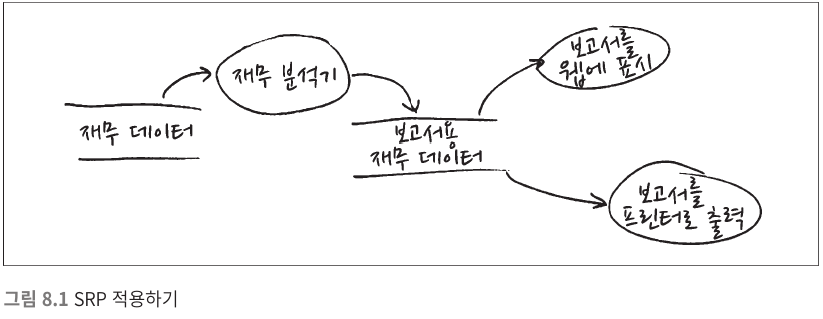 재무 데이터
재무 분석기
보고서용
재무 데이터
보고서를
웹에 표시
보고서를
프린터로 출력
그림 8.1 SRP 적용하기